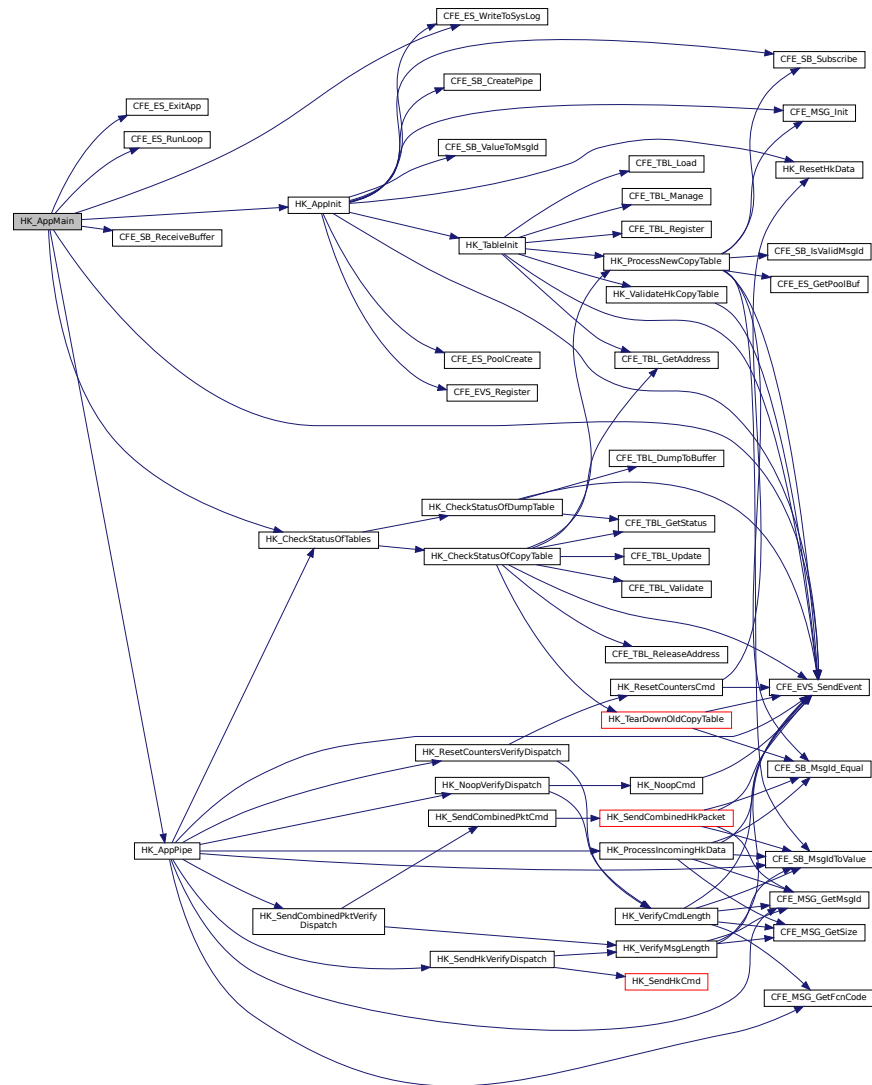 CFE_ES_WriteToSysLog
CFE_SB_Subscribe
CFE_SB_CreatePipe
CFE_ES_ExitApp
CFE_MSG_Init
CFE_ES_RunLoop
CFE_SB_ValueToMsgId
CFE_TBL_Load
HK_ResetHkData
CFE_TBL_Manage
HK_AppInit
HK_AppMain
CFE_TBL_Register
CFE_SB_ReceiveBuffer
HK_TableInit
CFE_SB_IsValidMsgId
HK_ProcessNewCopyTable
CFE_ES_GetPoolBuf
HK_ValidateHkCopyTable
CFE_ES_PoolCreate
CFE_TBL_GetAddress
CFE_EVS_Register
CFE_TBL_DumpToBuffer
HK_CheckStatusOfDumpTable
CFE_TBL_GetStatus
HK_CheckStatusOfTables
HK_CheckStatusOfCopyTable
CFE_TBL_Update
CFE_TBL_Validate
CFE_TBL_ReleaseAddress
HK_ResetCountersCmd
CFE_EVS_SendEvent
HK_TearDownOldCopyTable
HK_ResetCountersVerifyDispatch
CFE_SB_MsgId_Equal
HK_NoopVerifyDispatch
HK_NoopCmd
HK_SendCombinedPktCmd
HK_SendCombinedHkPacket
HK_AppPipe
HK_ProcessIncomingHkData
CFE_SB_MsgIdToValue
CFE_MSG_GetMsgId
HK_SendCombinedPktVerify
Dispatch
HK_VerifyCmdLength
CFE_MSG_GetSize
HK_VerifyMsgLength
HK_SendHkVerifyDispatch
HK_SendHkCmd
CFE_MSG_GetFcnCode